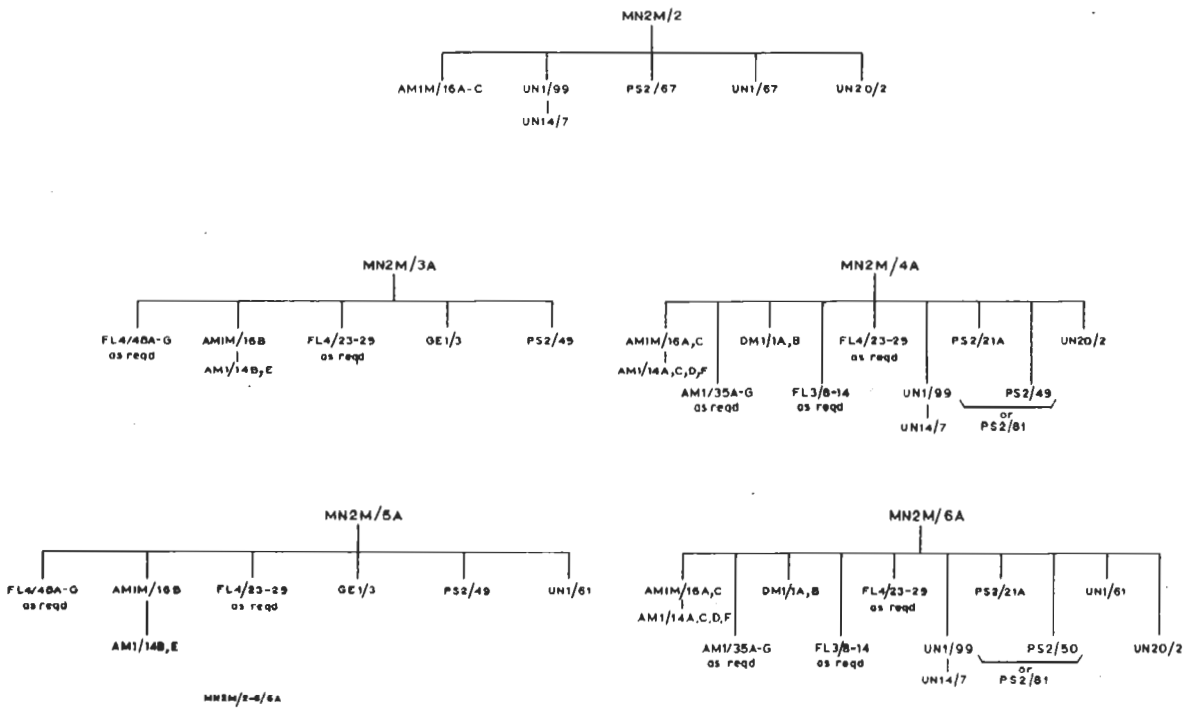 MN2M/2
AM1M/16A-C UN1/99 PS2/67 UN1/67 UN20/2
UN14/7
MN2M/3A
FL4/48A-G AM1M/16B FL4/23-29 GE1/3 PS2/49
as reqd as reqd
AM1/14B,E
MN2M/4A
AM1M/16A,C DM1/1A,B FL4/23-29 PS2/21A UN20/2
as reqd
AM1/14A,C,D,F
AM1/35A-G FL3/8-14 UN1/99 PS2/49
as reqd as reqd
or
UN14/7 PS2/81
MN2M/5A
FL4/48A-G AM1M/16B FL4/23-29 GE1/3 PS2/49 UN1/61
as reqd as reqd
AM1/14B,E
MN2M/6A
AM1M/16A,C DM1/1A,B FL4/23-29 PS2/21A UN1/61
as reqd
AM1/14A,C,D,F
AM1/35A-G FL3/8-14 UN1/99 PS2/50 UN20/2
as reqd as reqd
or
UN14/7 PS2/81
MN2M/2-6/6A